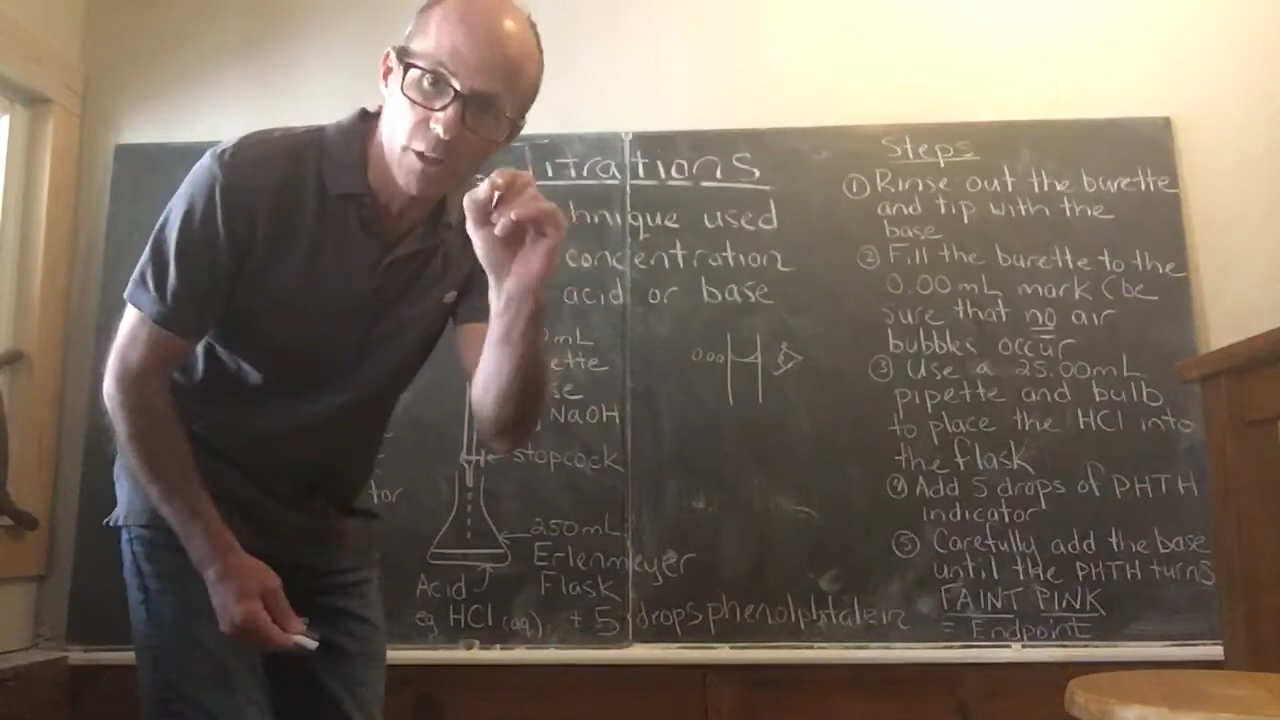 Titrations
hnique used
concentration
acid or base
mL
ette
se
NaOH
stopcock
tor
250mL
Erlenmeyer
Flask
Acid
eg HCl (aq) + 5 drops phenolphtalein
0.00
Steps
① Rinse out the burette
and tip with the
base
② Fill the burette to the
0.00 mL mark (be
sure that no air
bubbles occur
③ Use a 25.00mL
pipette and bulb
to place the HCl into
the flask
④ Add 5 drops of PHTH
indicator
⑤ Carefully add the base
until the PHTH turns
FAINT PINK
= Endpoint